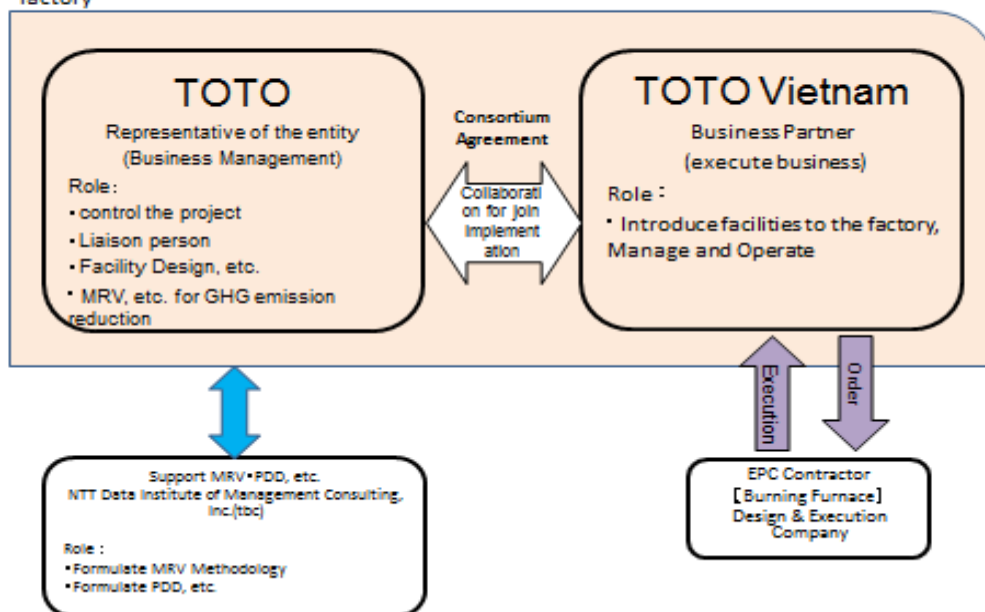 factory
TOTO
Representative of the entity
(Business Management)
Role：
・control the project
・Liaison person
・Facility Design, etc.
・MRV, etc. for GHG emission
reduction
Consortium
Agreement
Collaborati
on for join
implement
ation
TOTO Vietnam
Business Partner
(execute business)
Role：
・Introduce facilities to the factory,
Manage and Operate
Execution
Order
Support MRV・PDD, etc.
NTT Data Institute of Management Consulting,
Inc.(tbc)
Role：
・Formulate MRV Methodology
・Formulate PDD, etc.
EPC Contractor
[Burning Furnace]
Design & Execution
Company